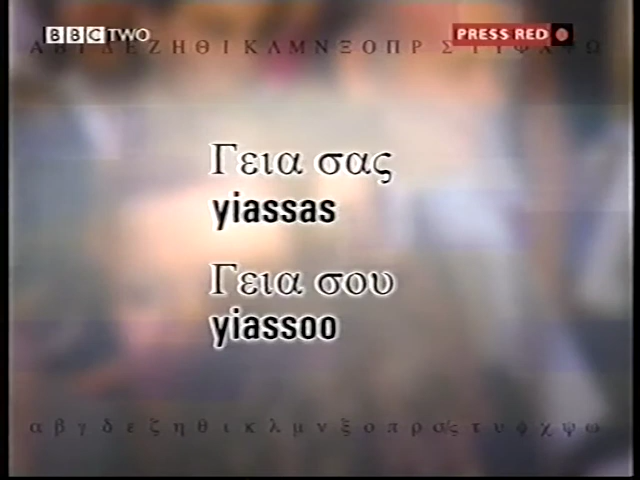 BBC TWO
PRESS RED
Α Β Γ Δ Ε Ζ Η Θ Ι Κ Λ Μ Ν Ξ Ο Π Ρ Σ Τ Υ Φ Χ Ψ Ω
Γεια σας
yiassas
Γεια σου
yiassoo
α β γ δ ε ζ η θ ι κ λ μ ν ξ ο π ρ σ/ς τ υ φ χ ψ ω